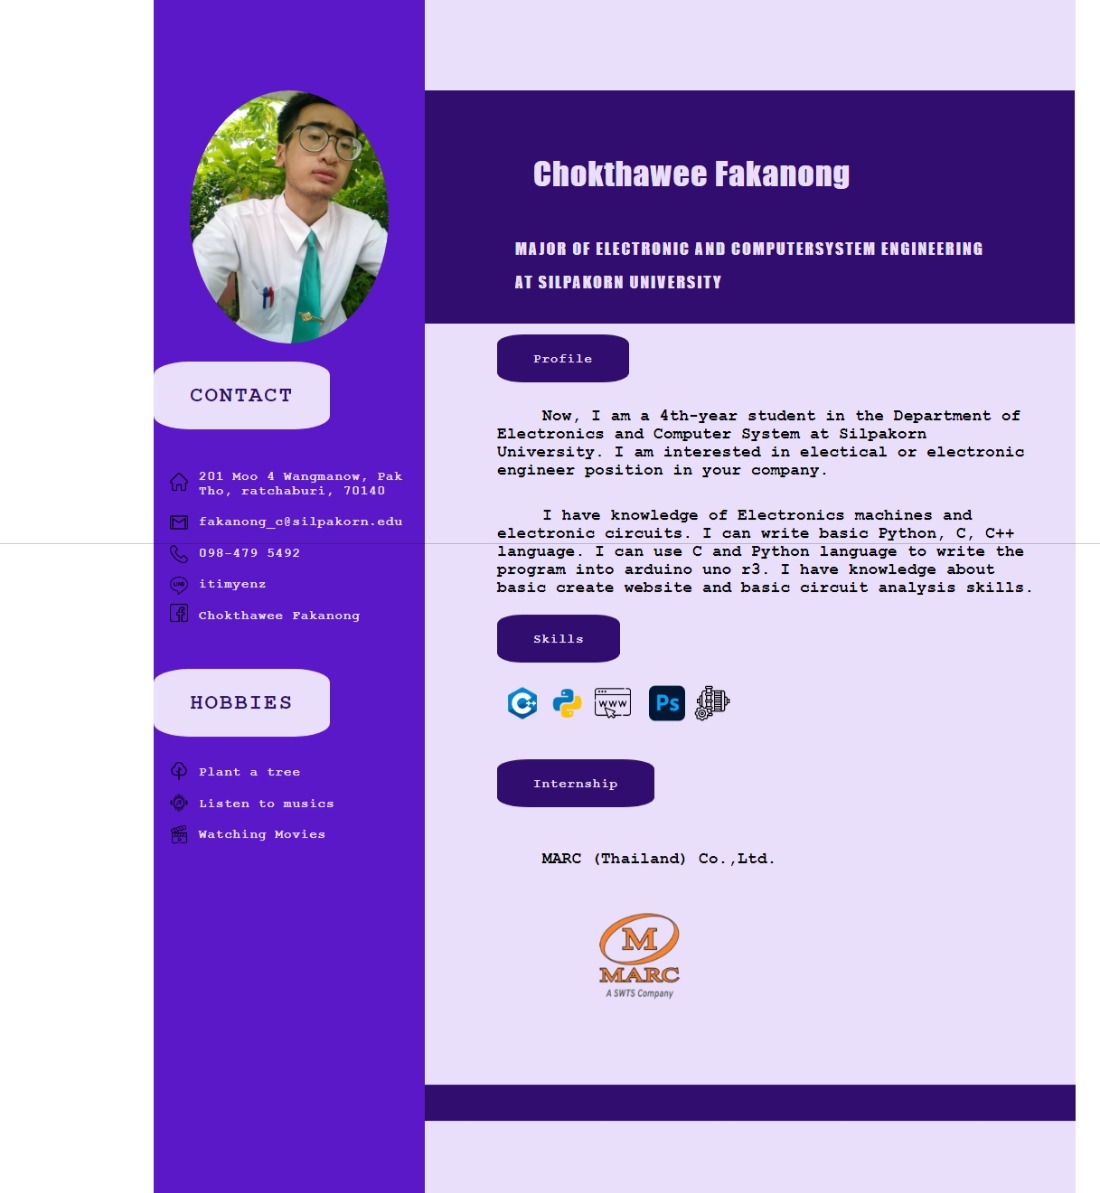 Chokthawee Fakanong
MAJOR OF ELECTRONIC AND COMPUTERSYSTEM ENGINEERING
AT SILPAKORN UNIVERSITY
CONTACT
201 Moo 4 Wangmanow, Pak
Tho, ratchaburi, 70140
fakanong_c@silpakorn.edu
098-479 5492
LINE
itimyenz
Chokthawee Fakanong
HOBBIES
Plant a tree
Listen to musics
Watching Movies
Profile
Now, I am a 4th-year student in the Department of
Electronics and Computer System at Silpakorn
University. I am interested in electical or electronic
engineer position in your company.
I have knowledge of Electronics machines and
electronic circuits. I can write basic Python, C, C++
language. I can use C and Python language to write the
program into arduino uno r3. I have knowledge about
basic create website and basic circuit analysis skills.
Skills
C++
www
Ps
Internship
MARC (Thailand) Co.,Ltd.
M
MARC
A SWTS Company